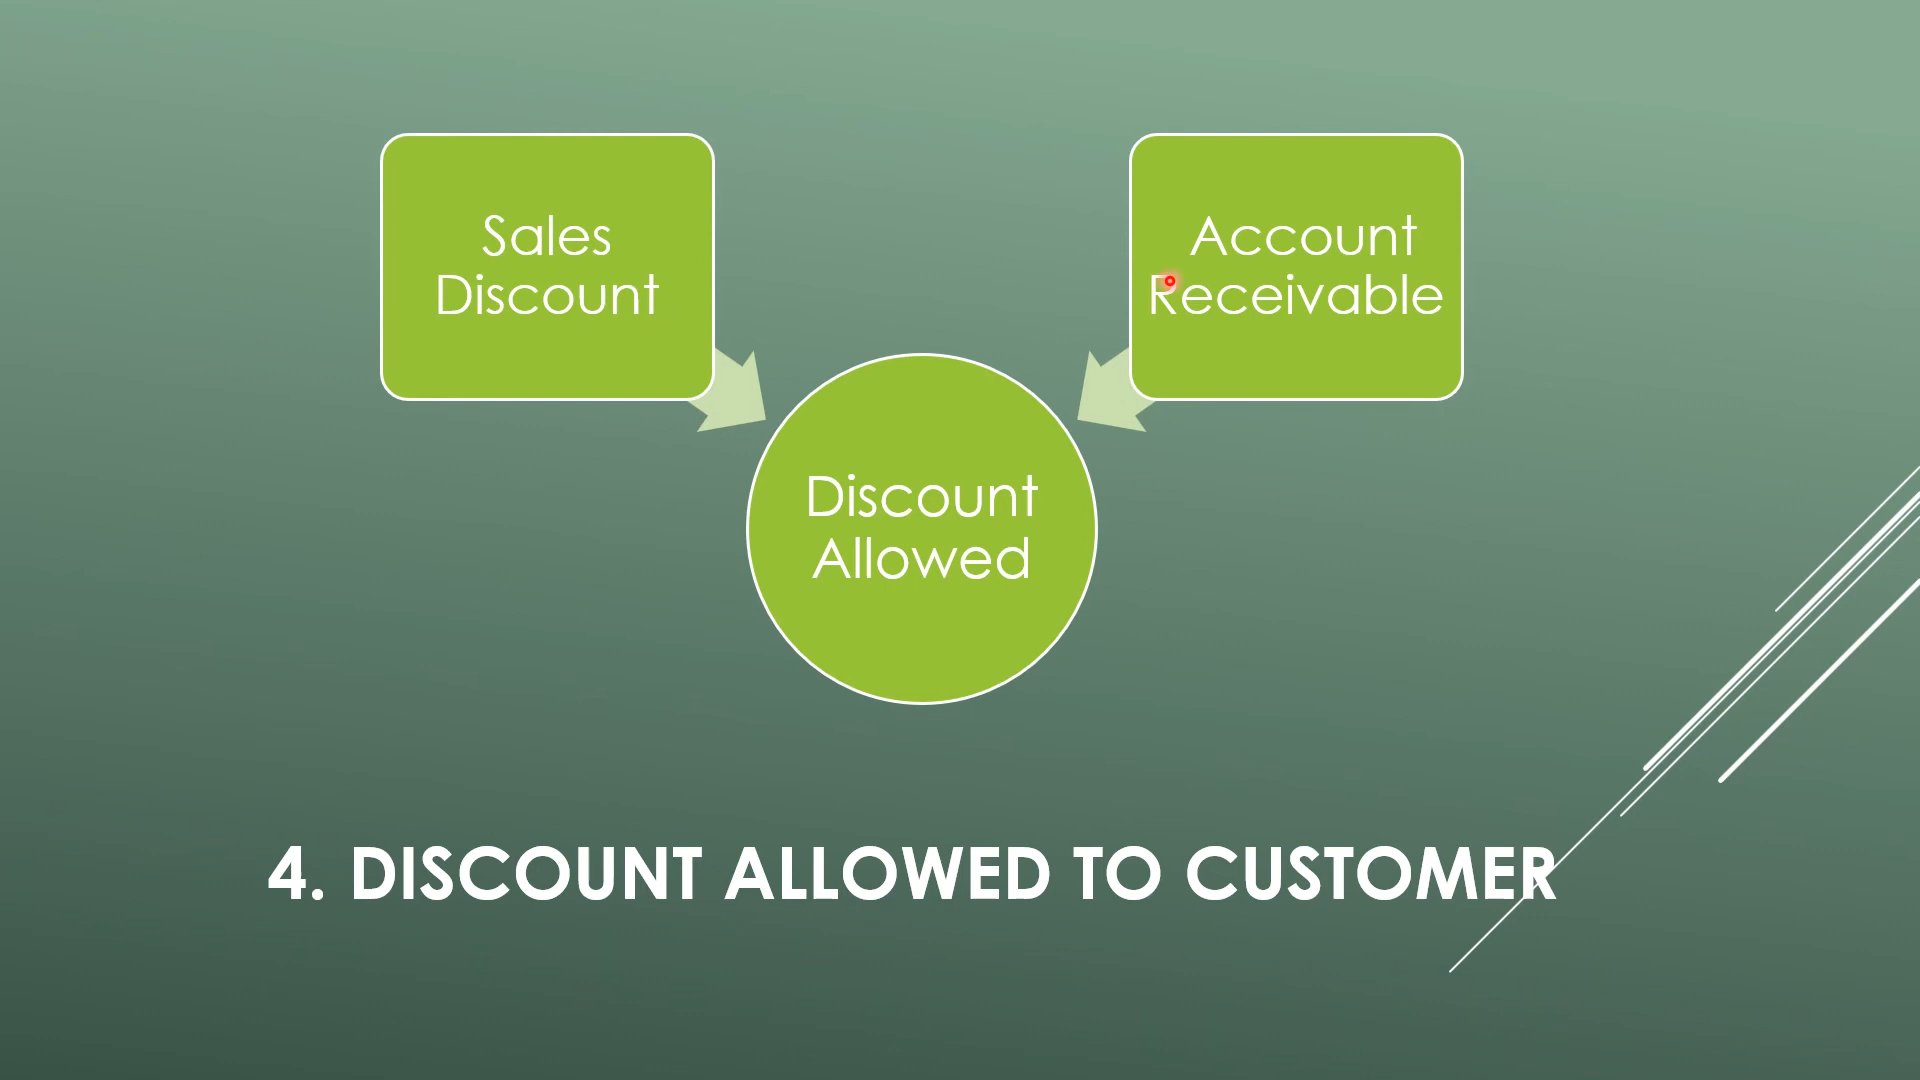 Sales
Discount
Account
Receivable
Discount
Allowed
4. DISCOUNT ALLOWED TO CUSTOMER